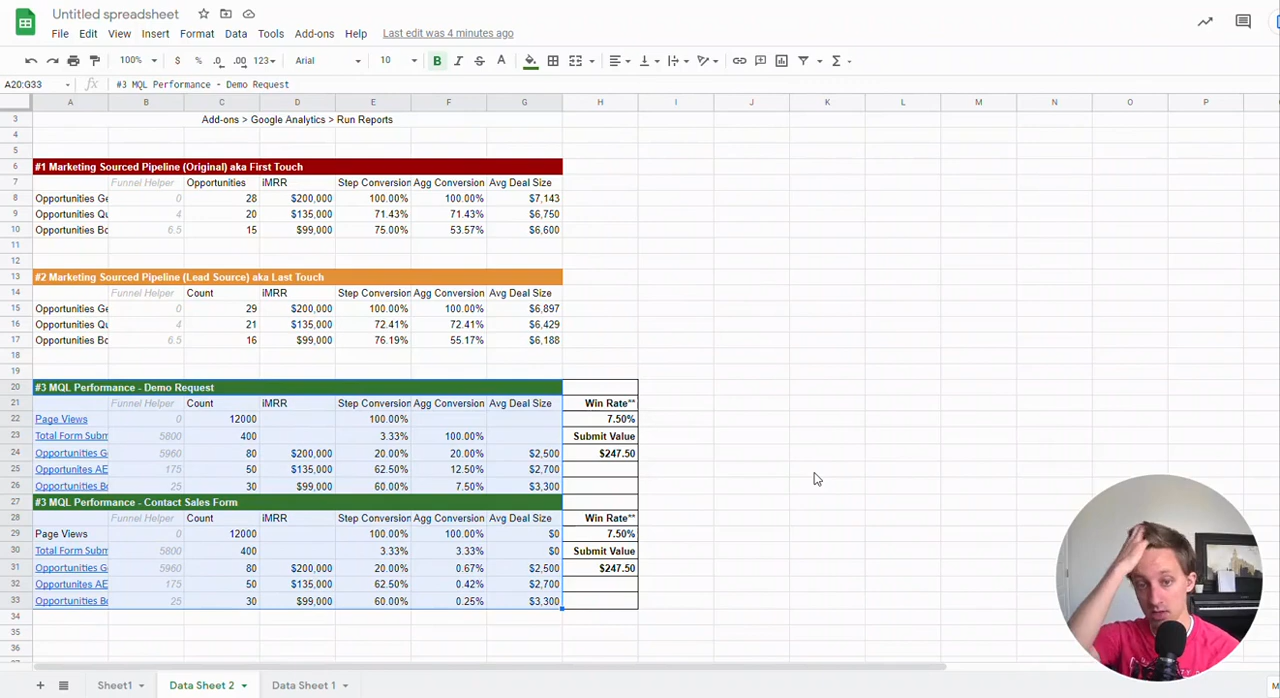 Untitled spreadsheet
File Edit View Insert Format Data Tools Add-ons Help Last edit was 4 minutes ago
100% $ % .0 .00 123 Arial 10 B I S A
A20:G33 fx #3 MQL Performance - Demo Request
A B C D E F G H I J K L M N O P
3 Add-ons > Google Analytics > Run Reports
4
5
6 #1 Marketing Sourced Pipeline (Original) aka First Touch
7 Funnel Helper Opportunities iMRR Step Conversion Agg Conversion Avg Deal Size
8 Opportunities Ge 0 28 $200,000 100.00% 100.00% $7,143
9 Opportunities Qu 4 20 $135,000 71.43% 71.43% $6,750
10 Opportunities Bo 6.5 15 $99,000 75.00% 53.57% $6,600
11
12
13 #2 Marketing Sourced Pipeline (Lead Source) aka Last Touch
14 Funnel Helper Count iMRR Step Conversion Agg Conversion Avg Deal Size
15 Opportunities Ge 0 29 $200,000 100.00% 100.00% $6,897
16 Opportunities Qu 4 21 $135,000 72.41% 72.41% $6,429
17 Opportunities Bo 6.5 16 $99,000 76.19% 55.17% $6,188
18
19
20 #3 MQL Performance - Demo Request
21 Funnel Helper Count iMRR Step Conversion Agg Conversion Avg Deal Size Win Rate**
22 Page Views 0 12000 100.00% 7.50%
23 Total Form Subm 5800 400 3.33% 100.00% Submit Value
24 Opportunities G 5960 80 $200,000 20.00% 20.00% $2,500 $247.50
25 Opportunites AE 175 50 $135,000 62.50% 12.50% $2,700
26 Opportunities Bo 25 30 $99,000 60.00% 7.50% $3,300
27 #3 MQL Performance - Contact Sales Form
28 Funnel Helper Count iMRR Step Conversion Agg Conversion Avg Deal Size Win Rate**
29 Page Views 0 12000 100.00% 100.00% $0 7.50%
30 Total Form Subm 5800 400 3.33% 3.33% $0 Submit Value
31 Opportunities G 5960 80 $200,000 20.00% 0.67% $2,500 $247.50
32 Opportunites AE 175 50 $135,000 62.50% 0.42% $2,700
33 Opportunities Bo 25 30 $99,000 60.00% 0.25% $3,300
34
35
36
Sheet1 Data Sheet 2 Data Sheet 1